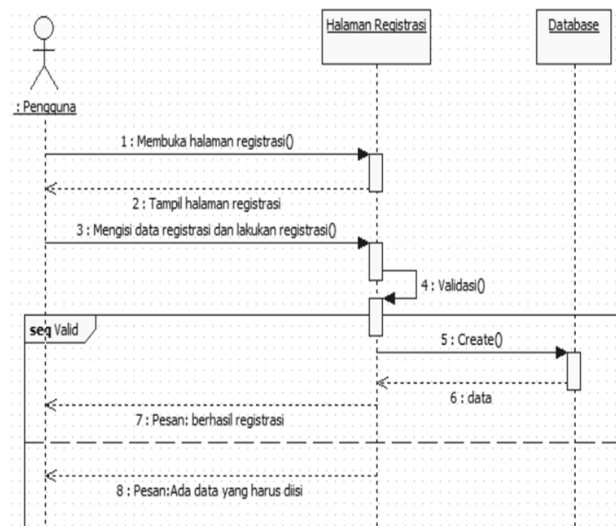 Halaman Registrasi
Database
: Pengguna
1 : Membuka halaman registrasi()
2 : Tampil halaman registrasi
3 : Mengisi data registrasi dan lakukan registrasi()
4 : Validasi()
seq Valid
5 : Create()
6 : data
7 : Pesan: berhasil registrasi
8 : Pesan:Ada data yang harus diisi